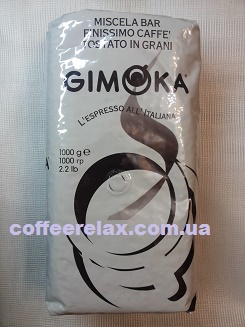 MISCELA BAR
FINISSIMO CAFFE'
TOSTATO IN GRANI
GIMOKA
L'ESPRESSO ALL'ITALIANA
1000 g e
1000 гр
2.2 lb
coffeerelax.com.ua